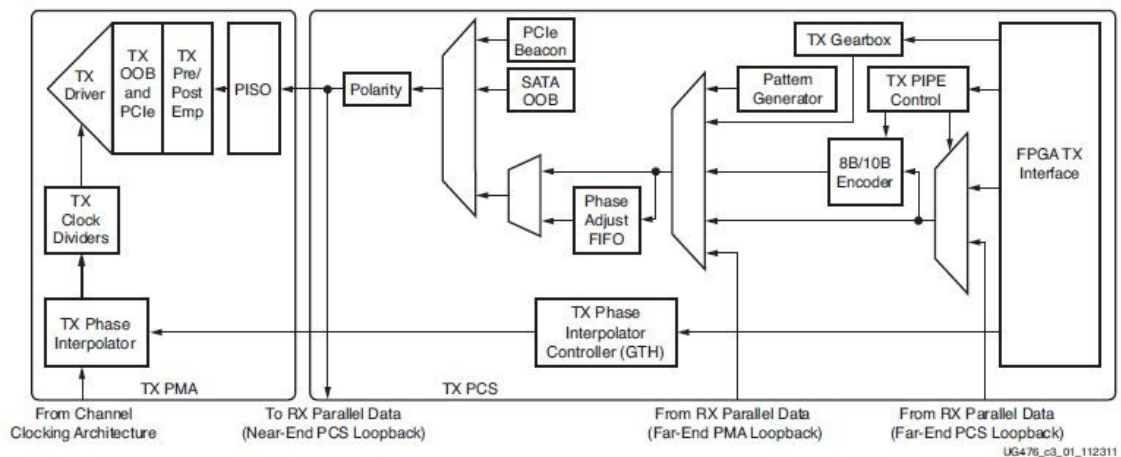 TX
Driver
TX
OOB
and
PCIe
TX
Pre/
Post
Emp
PISO
Polarity
PCIe
Beacon
SATA
OOB
TX Gearbox
Pattern
Generator
TX PIPE
Control
FPGA TX
Interface
8B/10B
Encoder
Phase
Adjust
FIFO
TX
Clock
Dividers
TX Phase
Interpolator
TX Phase
Interpolator
Controller (GTH)
TX PMA
TX PCS
From Channel
Clocking Architecture
To RX Parallel Data
(Near-End PCS Loopback)
From RX Parallel Data
(Far-End PMA Loopback)
From RX Parallel Data
(Far-End PCS Loopback)
UG476_c3_01_112311